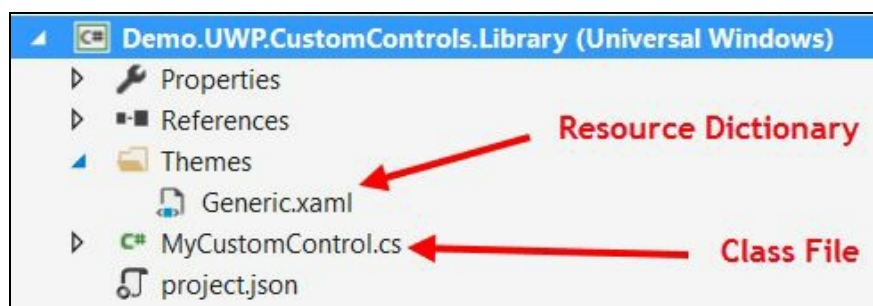 C# Demo.UWP.CustomControls.Library (Universal Windows)
Properties
References
Resource Dictionary
Themes
Generic.xaml
C# MyCustomControl.cs
Class File
project.json